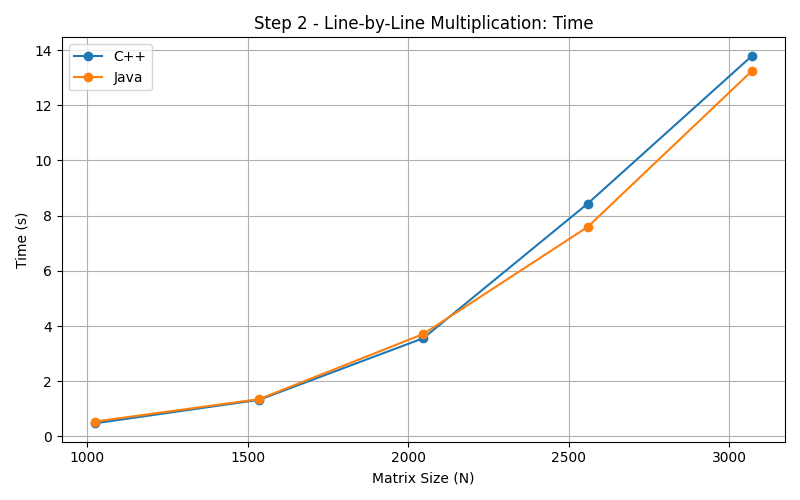 Step 2 - Line-by-Line Multiplication: Time
C++
Java
Time (s)
14
12
10
8
6
4
2
0
1000 1500 2000 2500 3000
Matrix Size (N)